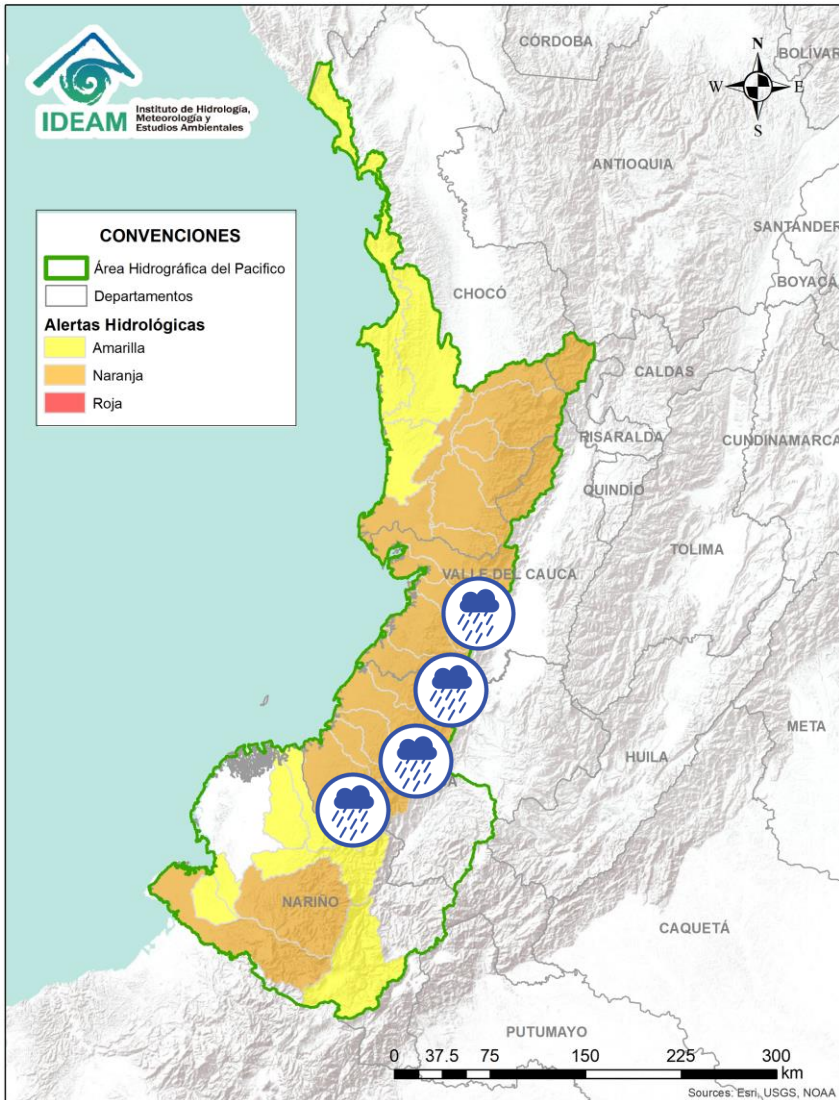 IDEAM
Instituto de Hidrología,
Meteorología y
Estudios Ambientales
CÓRDOBA
BOLÍVAR
N
W
E
S
ANTIOQUIA
SANTANDER
BOYACÁ
CONVENCIONES
Área Hidrográfica del Pacifico
Departamentos
Alertas Hidrológicas
Amarilla
Naranja
Roja
CHOCÓ
CALDAS
RISARALDA
CUNDINAMARCA
QUINDÍO
TOLIMA
VALLE DEL CAUCA
META
HUILA
A
NARIÑO
CAQUETÁ
PUTUMAYO
0 37.5 75 150 225 300
km
Sources: Esri, USGS, NOAA